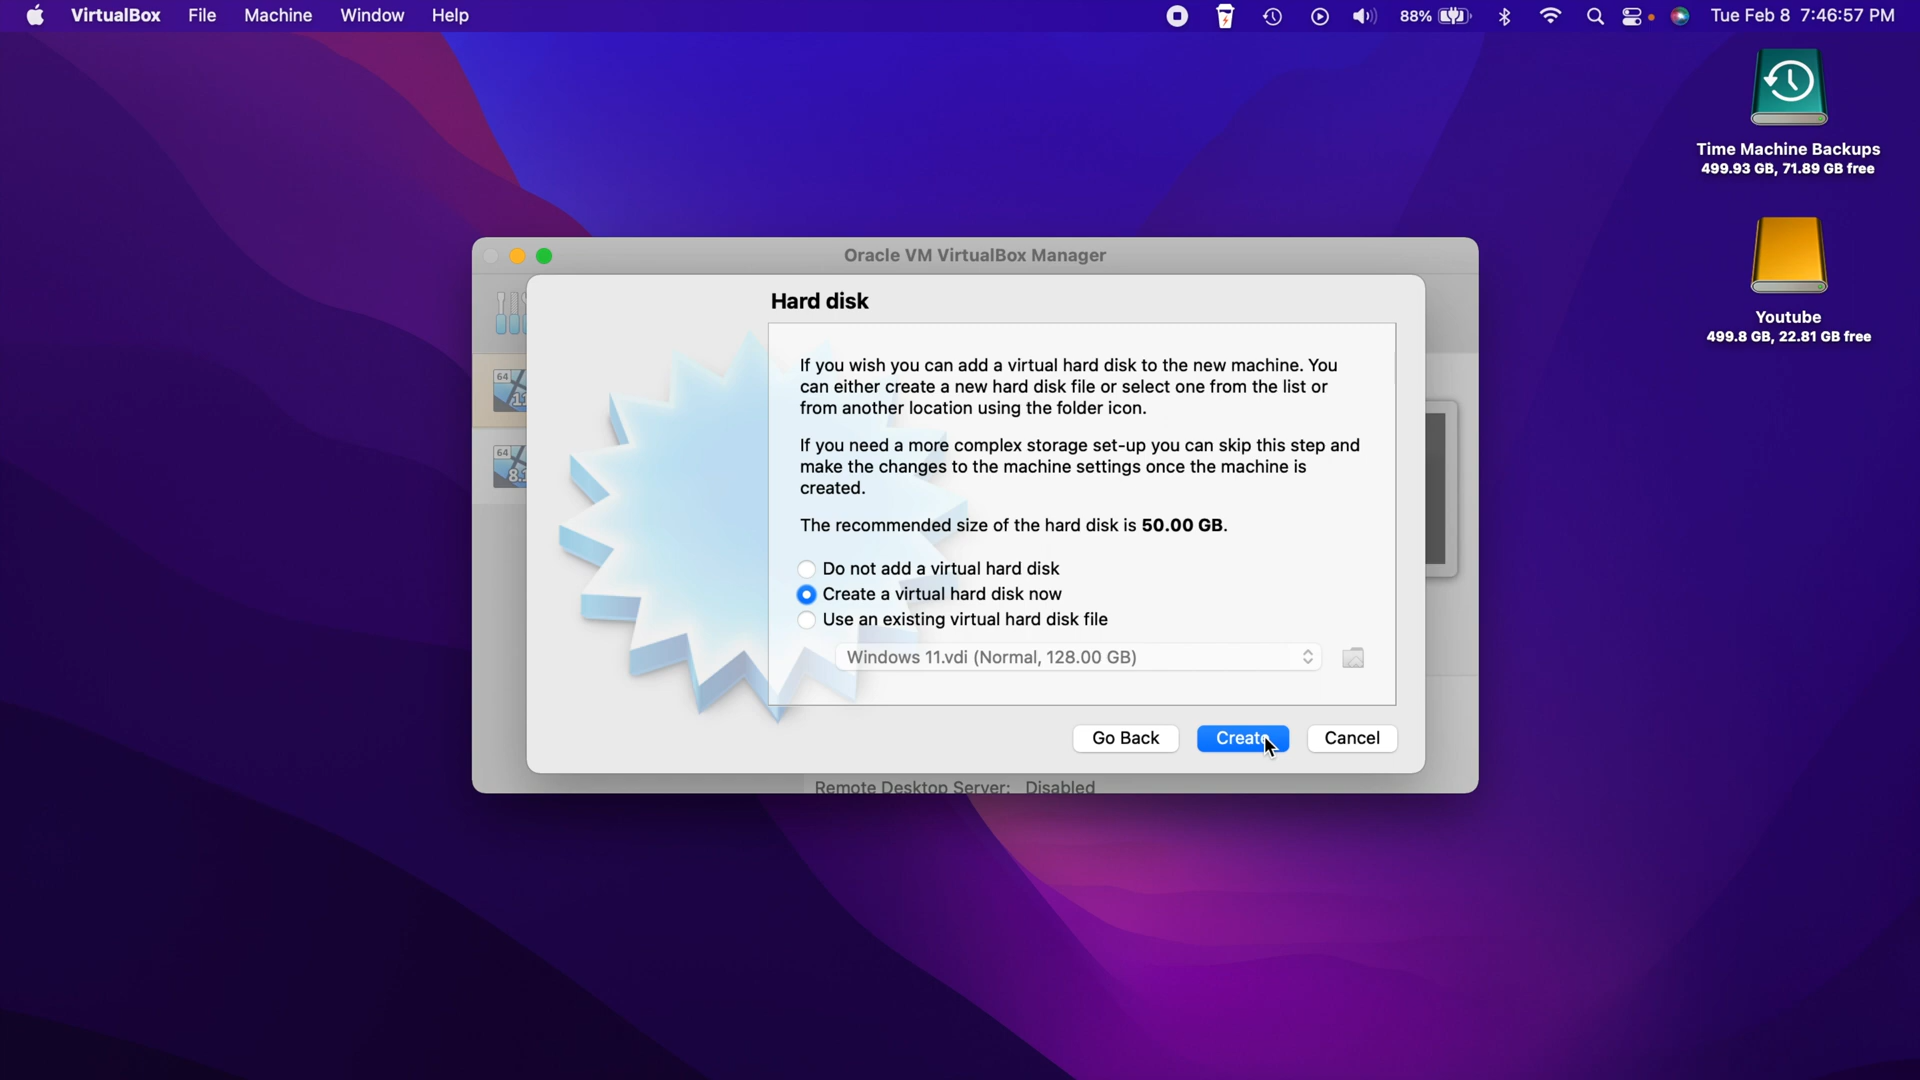 VirtualBox File Machine Window Help 88% Tue Feb 8 7:46:57 PM
Time Machine Backups
499.93 GB, 71.89 GB free
Youtube
499.8 GB, 22.81 GB free
Oracle VM VirtualBox Manager
64
11
64
8.1
Hard disk
If you wish you can add a virtual hard disk to the new machine. You
can either create a new hard disk file or select one from the list or
from another location using the folder icon.
If you need a more complex storage set-up you can skip this step and
make the changes to the machine settings once the machine is
created.
The recommended size of the hard disk is 50.00 GB.
Do not add a virtual hard disk
Create a virtual hard disk now
Use an existing virtual hard disk file
Windows 11.vdi (Normal, 128.00 GB)
Go Back Create Cancel
Remote Desktop Server: Disabled